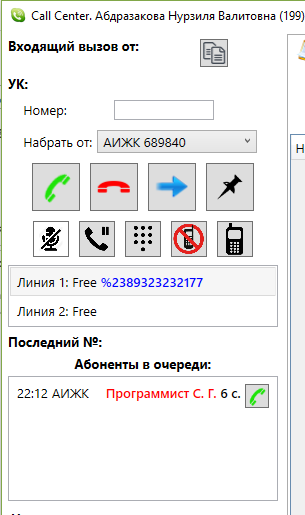 Call Center. Абдразакова Нурзиля Валитовна (199)
Входящий вызов от:
УК:
Номер:
Набрать от: АИЖК 689840
Линия 1: Free %2389323232177
Линия 2: Free
Последний №:
Абоненты в очереди:
22:12 АИЖК Программист С. Г. 6 с.